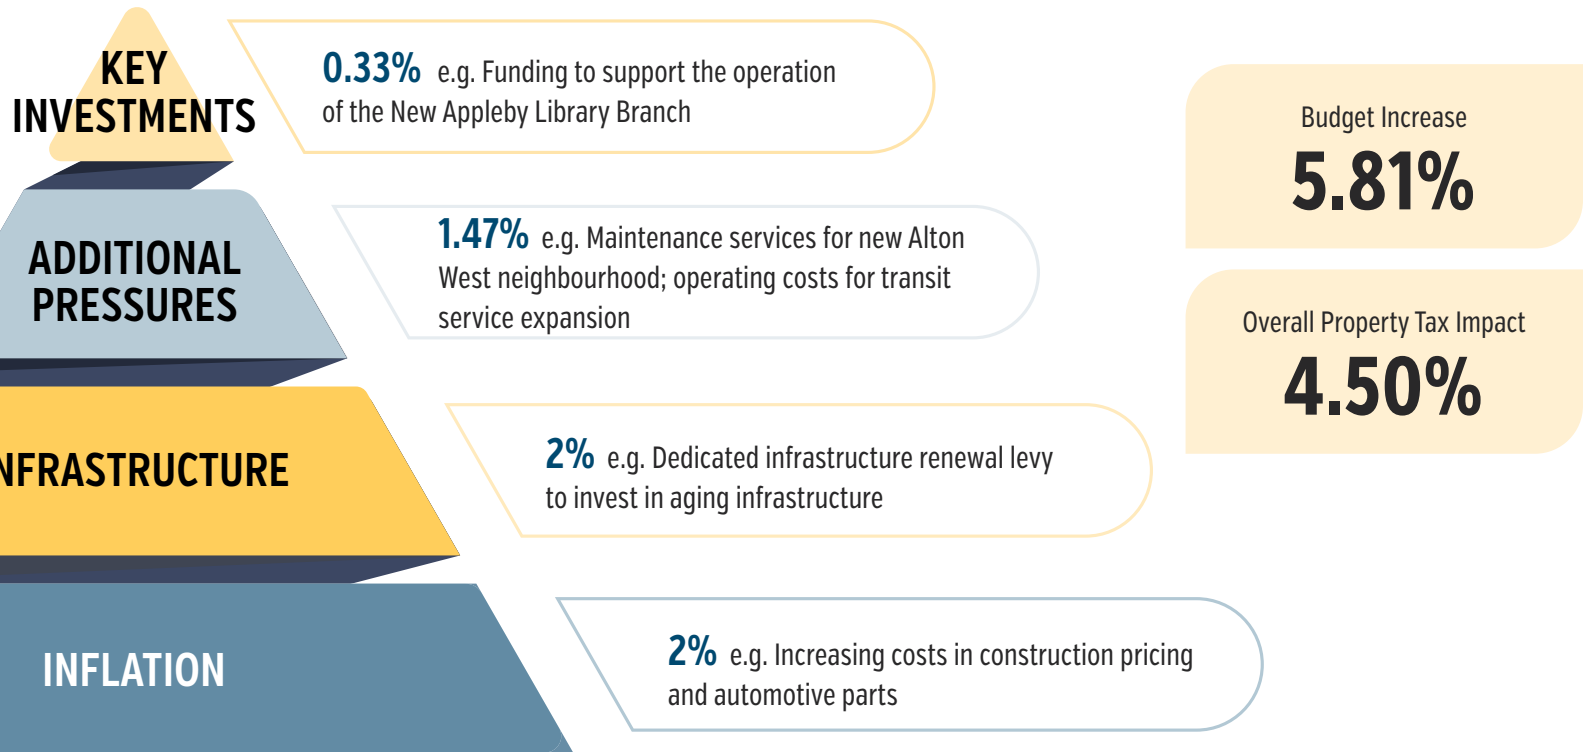 KEY
INVESTMENTS
0.33% e.g. Funding to support the operation
of the New Appleby Library Branch
ADDITIONAL
PRESSURES
1.47% e.g. Maintenance services for new Alton
West neighbourhood; operating costs for transit
service expansion
NFRASTRUCTURE
2% e.g. Dedicated infrastructure renewal levy
to invest in aging infrastructure
INFLATION
2% e.g. Increasing costs in construction pricing
and automotive parts
Budget Increase
5.81%
Overall Property Tax Impact
4.50%